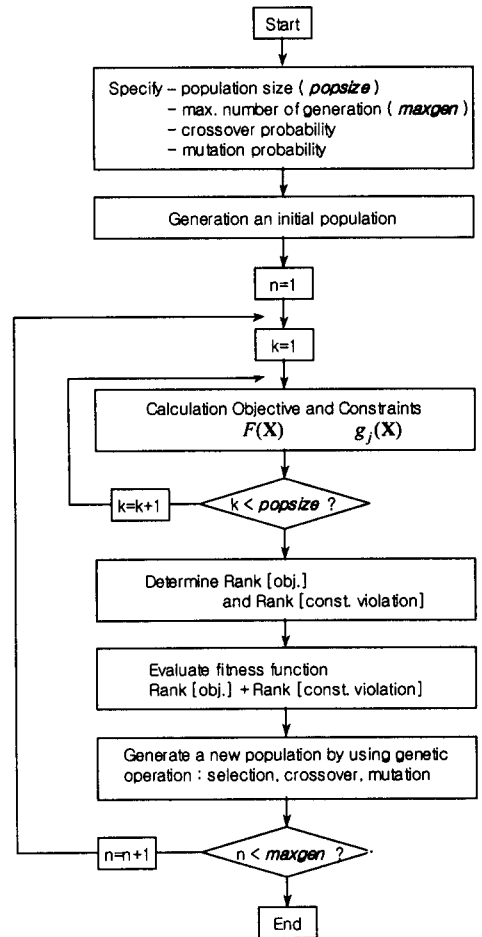 Start
Specify – population size ( popsize )
– max. number of generation ( maxgen )
– crossover probability
– mutation probability
Generation an initial population
n=1
k=1
Calculation Objective and Constraints
F(X) g_j(X)
k=k+1
k < popsize ?
Determine Rank [obj.]
and Rank [const. violation]
Evaluate fitness function
Rank [obj.] + Rank [const. violation]
Generate a new population by using genetic
operation : selection, crossover, mutation
n=n+1
n < maxgen ?
End